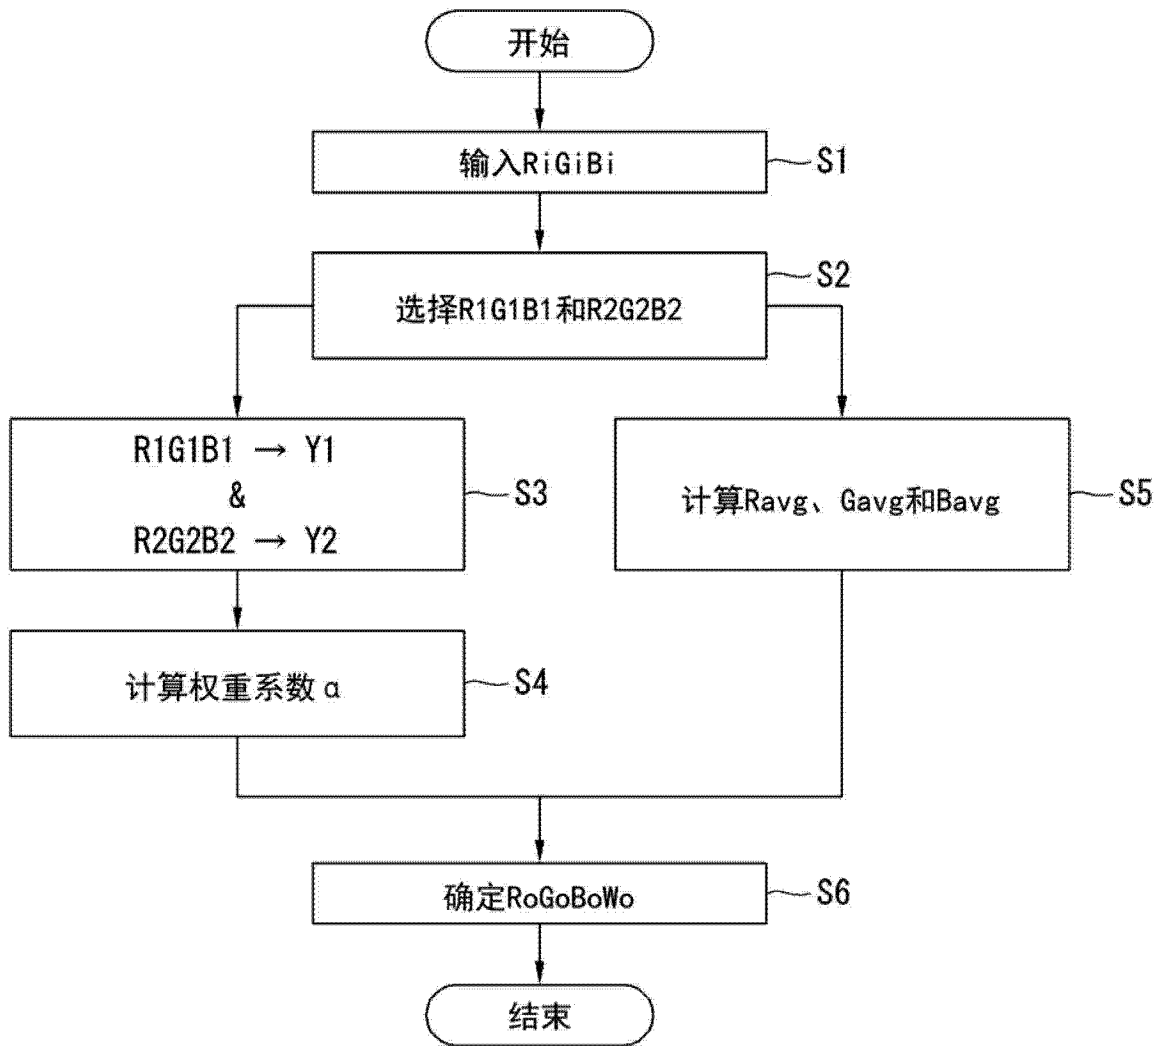 开始
输入RiGiBi
S1
选择R1G1B1和R2G2B2
S2
R1G1B1 → Y1
&
R2G2B2 → Y2
S3
计算Ravg、Gavg和Bavg
S5
计算权重系数 α
S4
确定RoGoBoWo
S6
结束